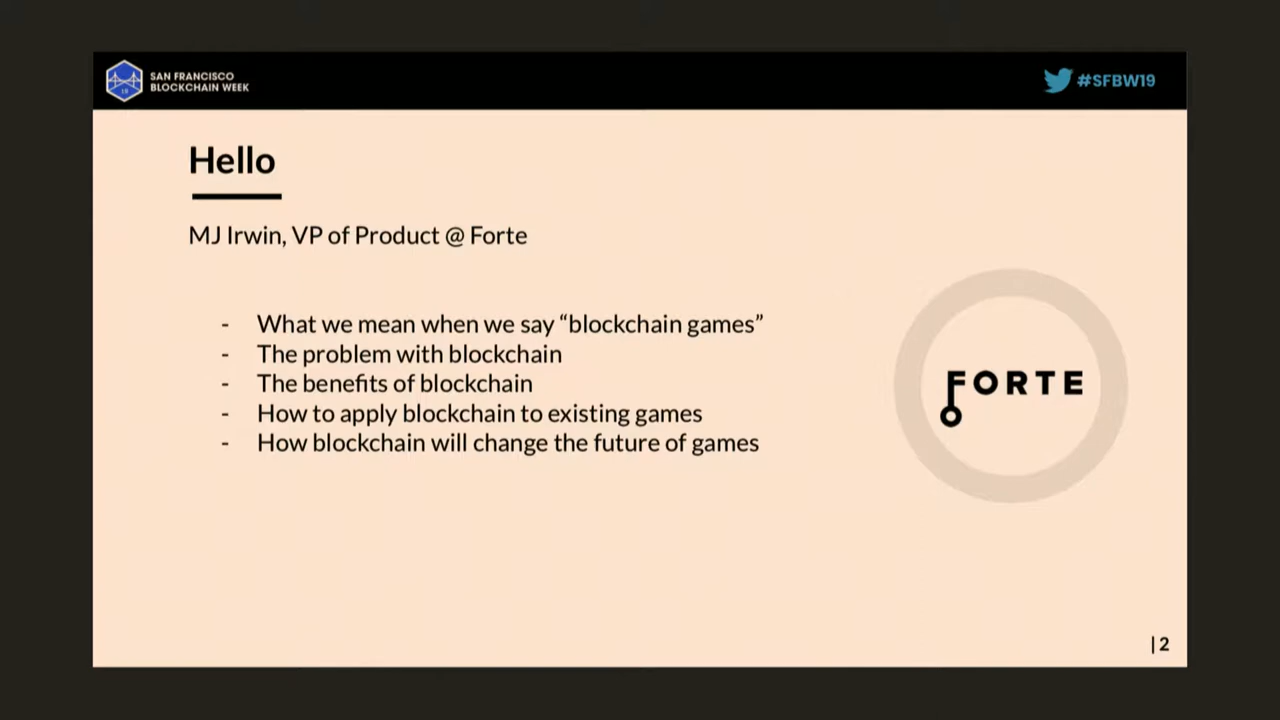 SAN FRANCISCO
BLOCKCHAIN WEEK
19
#SFBW19
Hello
MJ Irwin, VP of Product @ Forte
- What we mean when we say “blockchain games”
- The problem with blockchain
- The benefits of blockchain
- How to apply blockchain to existing games
- How blockchain will change the future of games
FORTE
|2